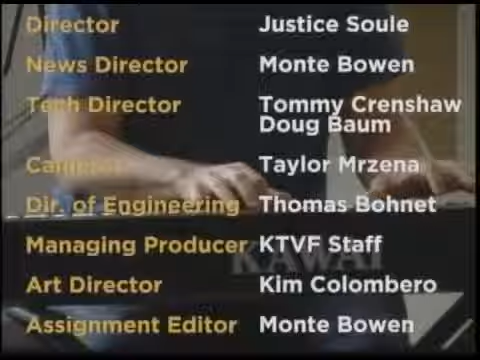 Director Justice Soule
News Director Monte Bowen
Tech Director Tommy Crenshaw
Doug Baum
Camera Taylor Mrzena
Dir. of Engineering Thomas Bohnet
Managing Producer KTVF Staff
KAWAI
Art Director Kim Colombero
Assignment Editor Monte Bowen